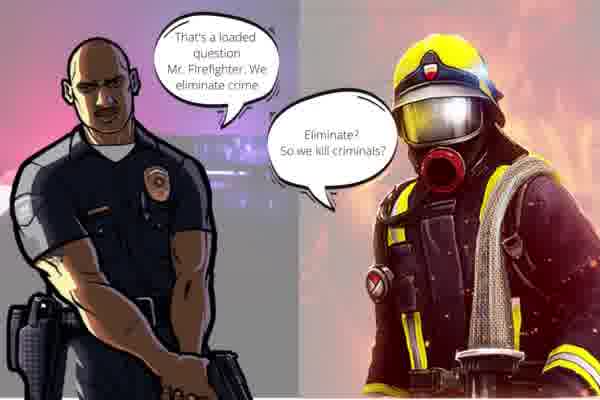 That's a loaded
question
Mr. Firefighter. We
eliminate crime
Eliminate?
So we kill criminals?